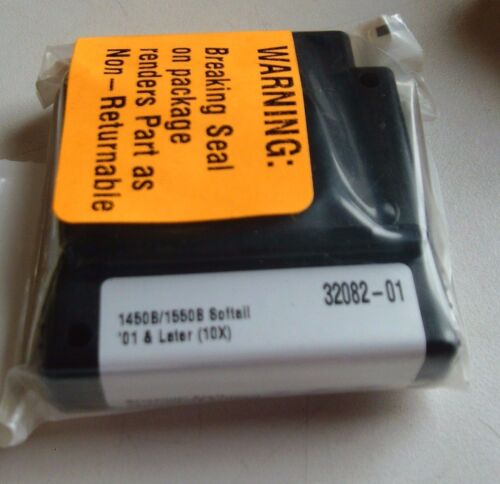 WARNING:
Breaking Seal
on package
renders Part as
Non-Returnable
32082-01
1450B/1550B Softail
'01 & Later (10X)